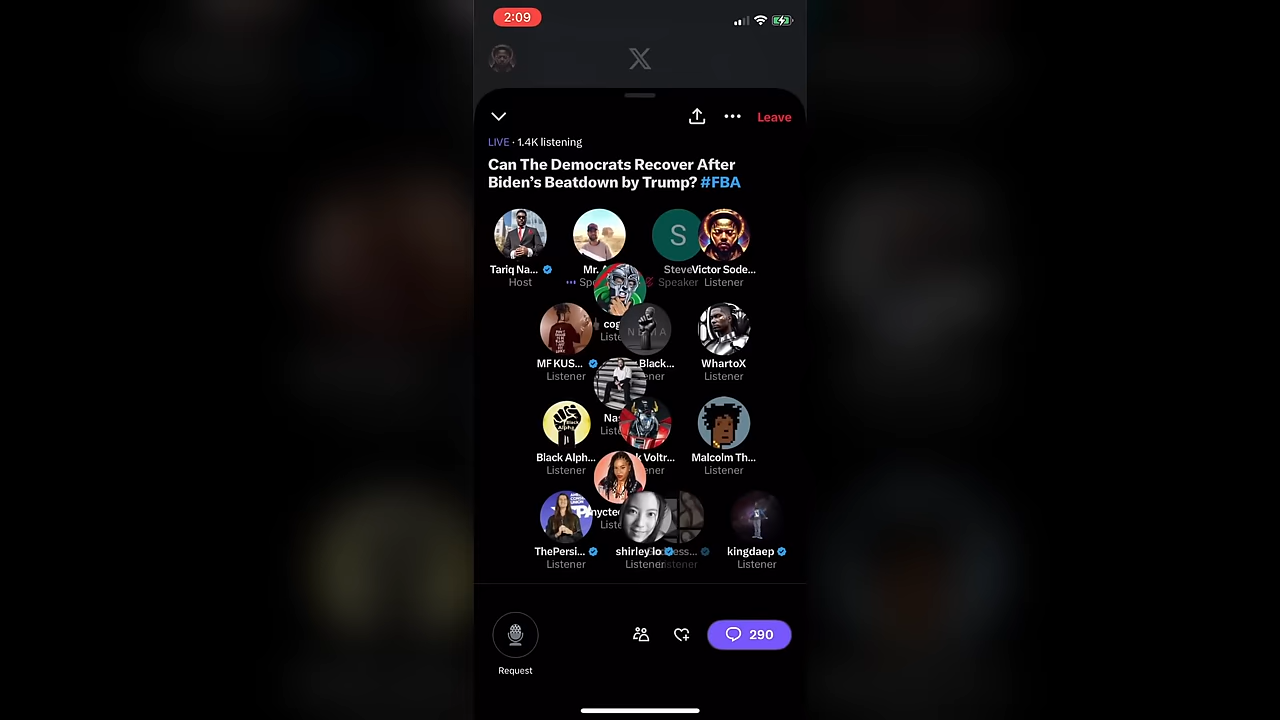 2:09
X
Leave
LIVE · 1.4K listening
Can The Democrats Recover After
Biden's Beatdown by Trump? #FBA
S
Tariq Na...
Mr.
Steve
Victor Sode...
Host
Speaker
Listener
MF KUS...
Black...
WhartoX
Listener
Listener
Black Alph...
Voltr...
Malcolm Th...
Listener
Listener
ThePersi...
shirley lo
kingdaep
Listener
Listener
Listener
290
Request